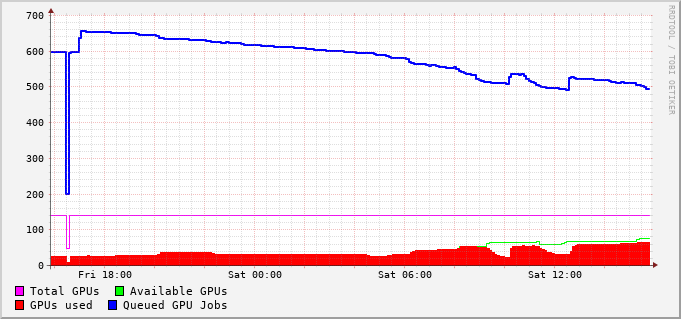 700
600
500
400
300
200
100
0
Fri 18:00 Sat 00:00 Sat 06:00 Sat 12:00
Total GPUs Available GPUs
GPUs used Queued GPU Jobs
RRDTOOL / TOBI OETIKER